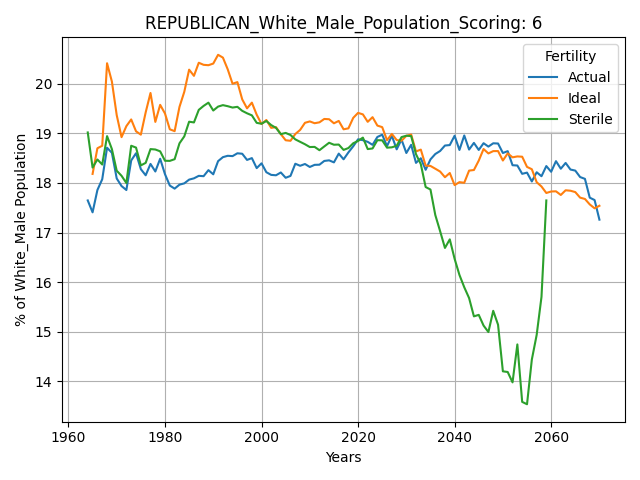 REPUBLICAN_White_Male_Population_Scoring: 6
Fertility
Actual
Ideal
Sterile
% of White_Male Population
20
19
18
17
16
15
14
1960
1980
2000
2020
2040
2060
Years